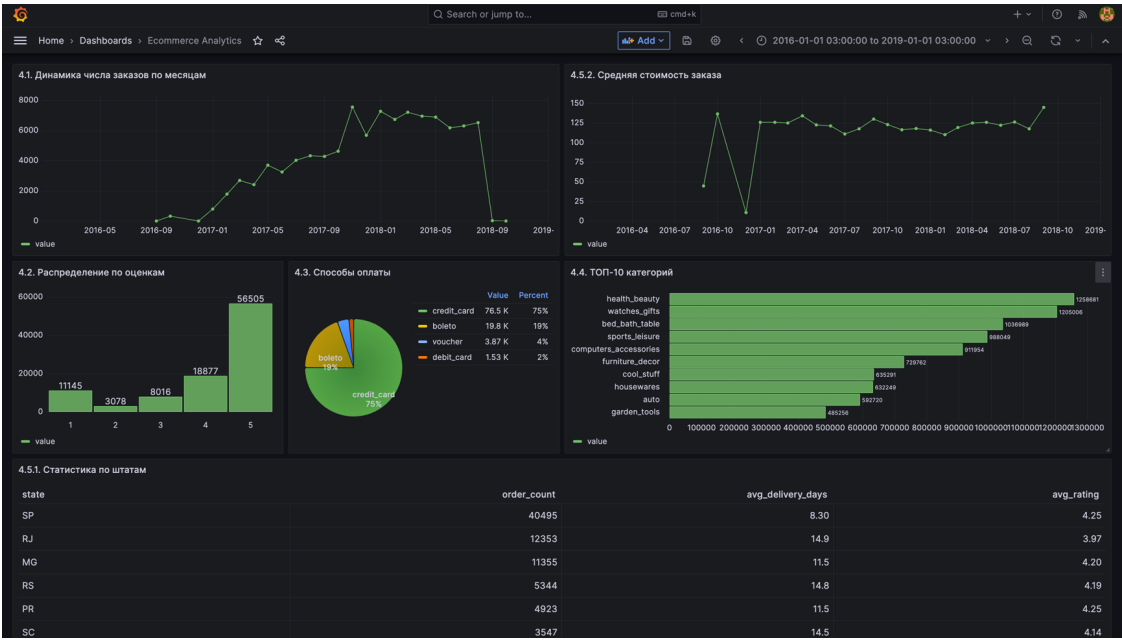 Search or jump to... cmd+k
Home › Dashboards › Ecommerce Analytics
Add 2016-01-01 03:00:00 to 2019-01-01 03:00:00
4.1. Динамика числа заказов по месяцам
8000
6000
4000
2000
0
2016-05 2016-09 2017-01 2017-05 2017-09 2018-01 2018-05 2018-09 2019-
value
4.5.2. Средняя стоимость заказа
150
125
100
75
50
25
0
2016-04 2016-07 2016-10 2017-01 2017-04 2017-07 2017-10 2018-01 2018-04 2018-07 2018-10 2019-
value
4.2. Распределение по оценкам
60000
40000
20000
0
11145 3078 8016 18877 56505
1 2 3 4 5
value
4.3. Способы оплаты
boleto
19%
credit_card
75%
Value Percent
credit_card 76.5 K 75%
boleto 19.8 K 19%
voucher 3.87 K 4%
debit_card 1.53 K 2%
4.4. ТОП-10 категорий
health_beauty 1258681
watches_gifts 1205006
bed_bath_table 1036989
sports_leisure 988049
computers_accessories 911954
furniture_decor 729762
cool_stuff 635291
housewares 632249
auto 592720
garden_tools 485256
0 100000 200000 300000 400000 500000 600000 700000 800000 900000 1000000 1100000 1200000 1300000
value
4.5.1. Статистика по штатам
state order_count avg_delivery_days avg_rating
SP 40495 8.30 4.25
RJ 12353 14.9 3.97
MG 11355 11.5 4.20
RS 5344 14.8 4.19
PR 4923 11.5 4.25
SC 3547 14.5 4.14